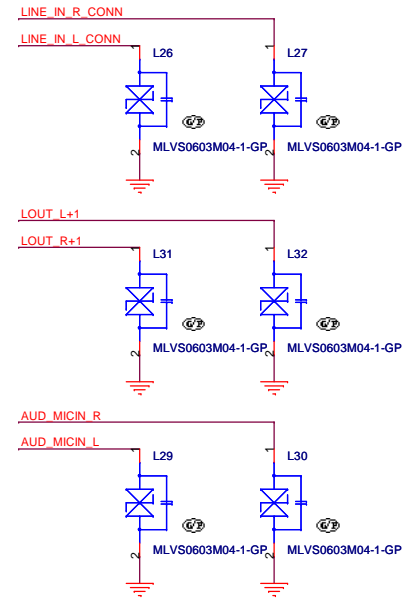 LINE_IN_R_CONN
LINE_IN_L_CONN
1 L26 1 L27
G/P G/P
2 MLVS0603M04-1-GP 2 MLVS0603M04-1-GP
LOUT_L+1
LOUT_R+1
1 L31 1 L32
G/P G/P
2 MLVS0603M04-1-GP 2 MLVS0603M04-1-GP
AUD_MICIN_R
AUD_MICIN_L
1 L29 1 L30
G/P G/P
2 MLVS0603M04-1-GP 2 MLVS0603M04-1-GP